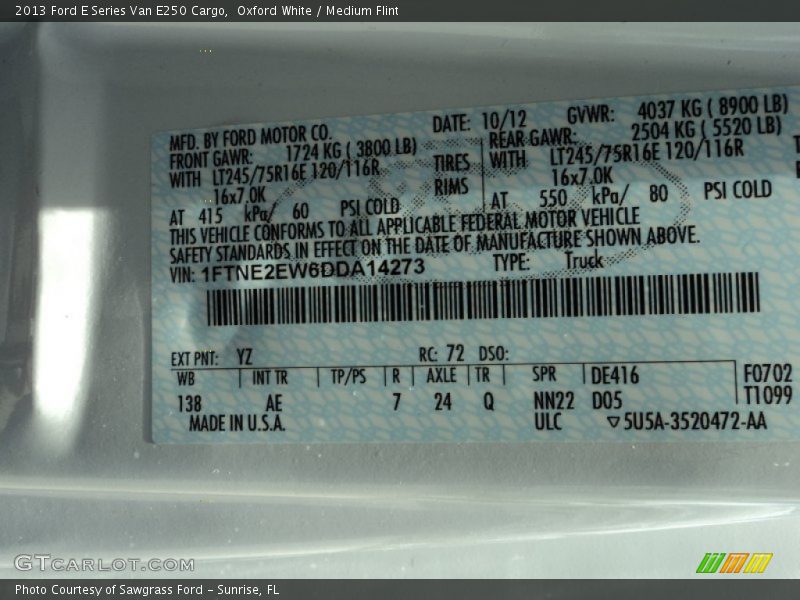 2013 Ford E Series Van E250 Cargo,  Oxford White / Medium Flint
MFD. BY FORD MOTOR CO. DATE: 10/12 GVWR: 4037 KG ( 8900 LB)
FRONT GAWR: 1724 KG ( 3800 LB) REAR GAWR: 2504 KG ( 5520 LB)
WITH LT245/75R16E 120/116R TIRES WITH LT245/75R16E 120/116R
16x7.0K RIMS 16x7.0K
AT 415 kPa/ 60 PSI COLD AT 550 kPa/ 80 PSI COLD
THIS VEHICLE CONFORMS TO ALL APPLICABLE FEDERAL MOTOR VEHICLE
SAFETY STANDARDS IN EFFECT ON THE DATE OF MANUFACTURE SHOWN ABOVE.
VIN: 1FTNE2EW6DDA14273 TYPE: Truck
EXT PNT: YZ RC: 72 DSO:
WB INT TR TP/PS R AXLE TR SPR DE416 F0702
138 AE 7 24 Q NN22 D05 T1099
MADE IN U.S.A. ULC ▽5U5A-3520472-AA
GTCARLOT.COM
Photo Courtesy of Sawgrass Ford - Sunrise, FL